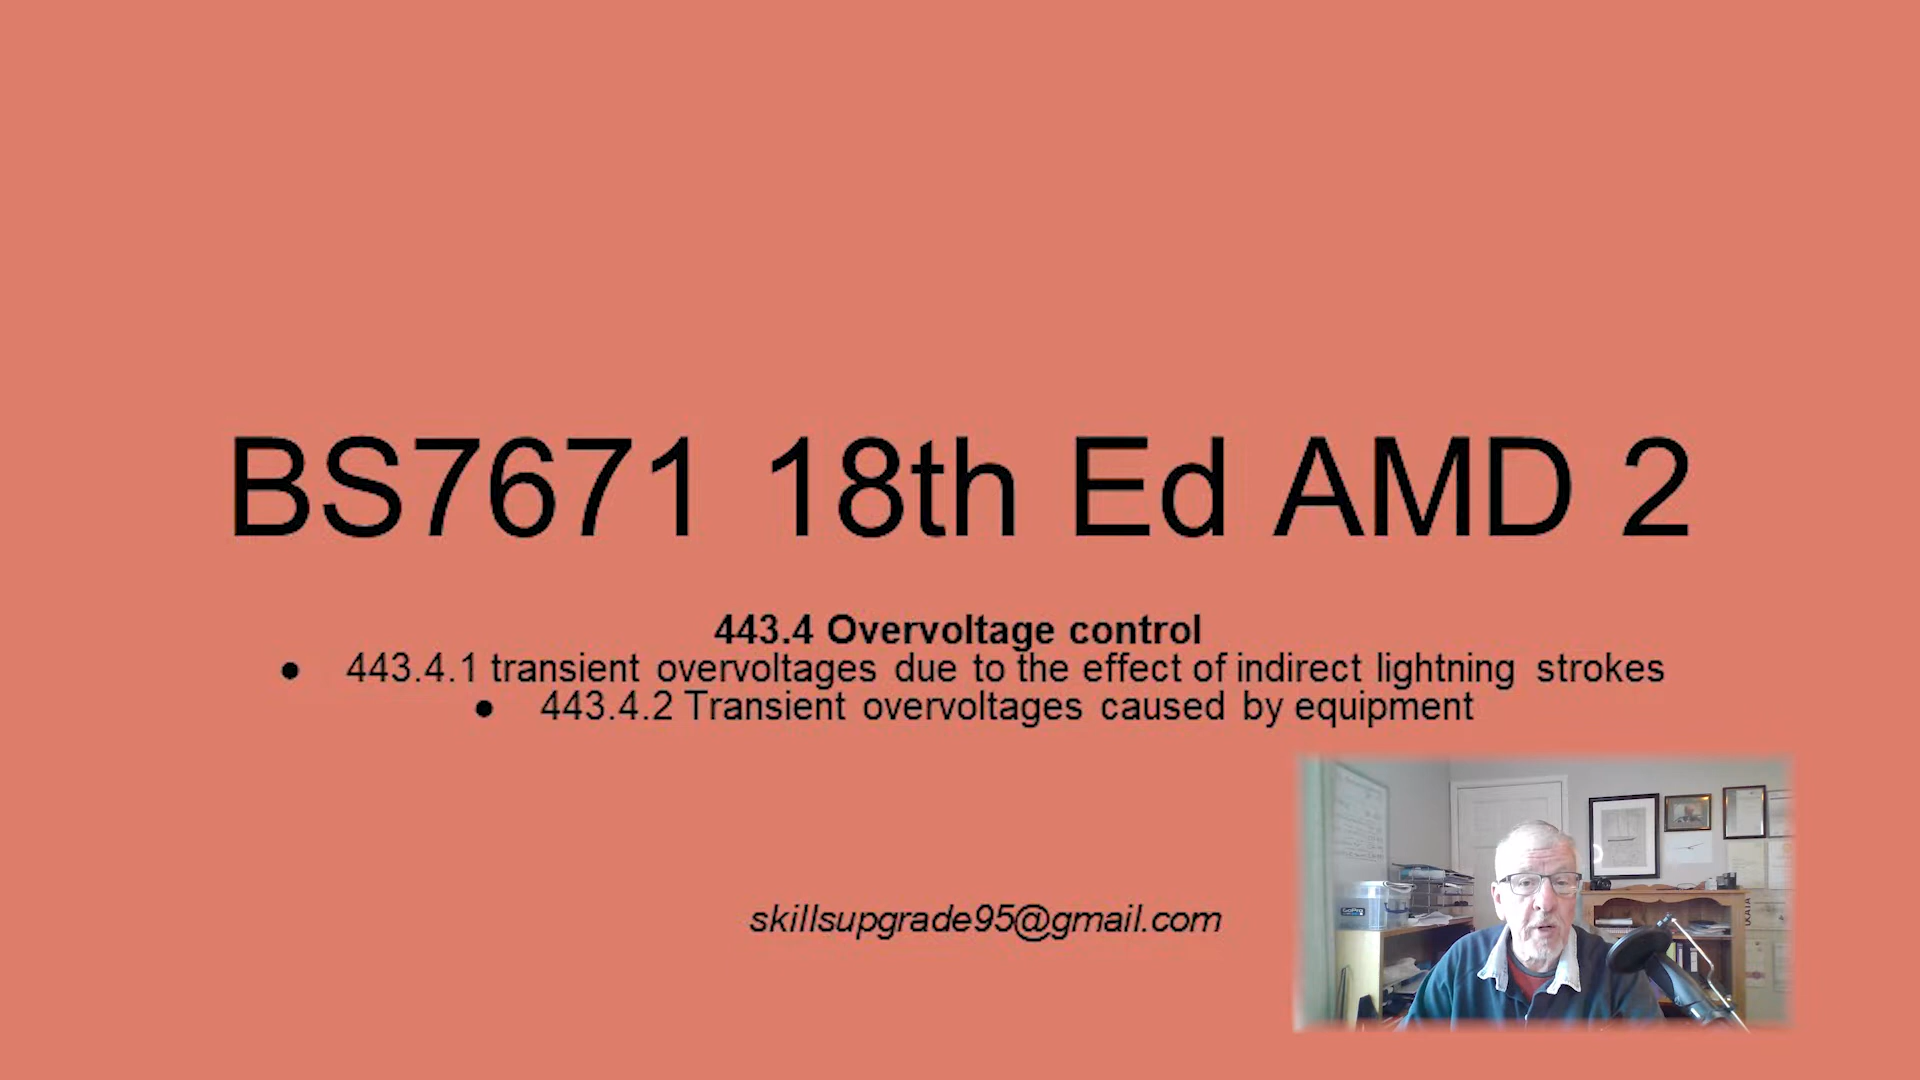 BS7671 18th Ed AMD 2
443.4 Overvoltage control
● 443.4.1 transient overvoltages due to the effect of indirect lightning strokes
● 443.4.2 Transient overvoltages caused by equipment
skillsupgrade95@gmail.com